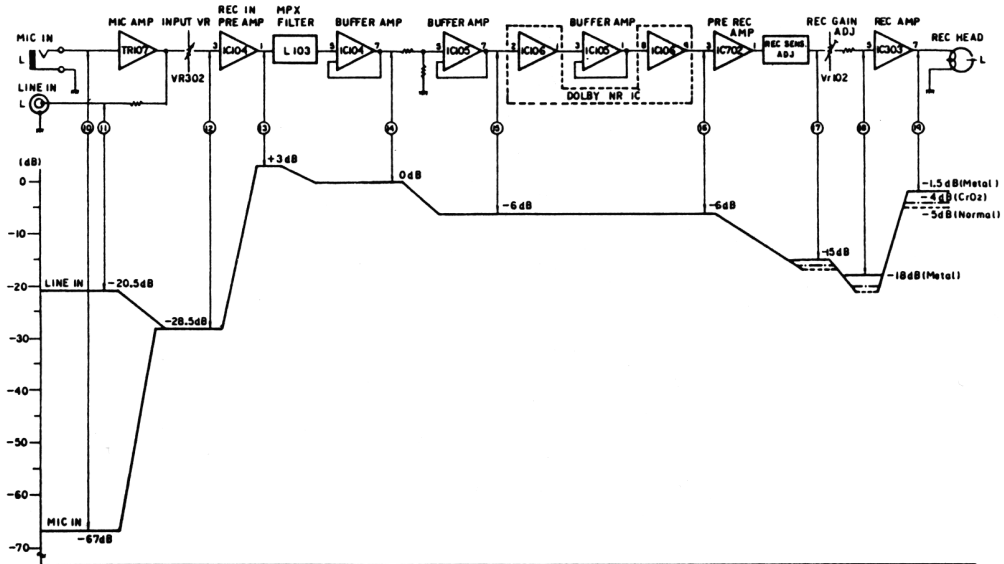 MIC IN
L
LINE IN
L
MIC AMP
TR107
INPUT VR
VR302
REC IN
PRE AMP
3
IC104
1
MPX
FILTER
L103
BUFFER AMP
5
IC104
7
BUFFER AMP
5
IC105
7
2
IC106
1
BUFFER AMP
3
IC105
1
8
IC106
DOLBY NR IC
PRE REC
AMP
3
IC702
1
REC SENS.
ADJ
REC GAIN
ADJ
Vr102
REC AMP
5
IC303
7
REC HEAD
L
10
11
12
13
14
15
16
17
18
19
(dB)
0
-10
-20
-30
-40
-50
-60
-70
+3dB
0dB
-6dB
-6dB
-15dB
-1.5dB(Metal)
-4dB(CrO2)
-5dB(Normal)
-18dB(Metal)
LINE IN
-20.5dB
-28.5dB
MIC IN
-67dB